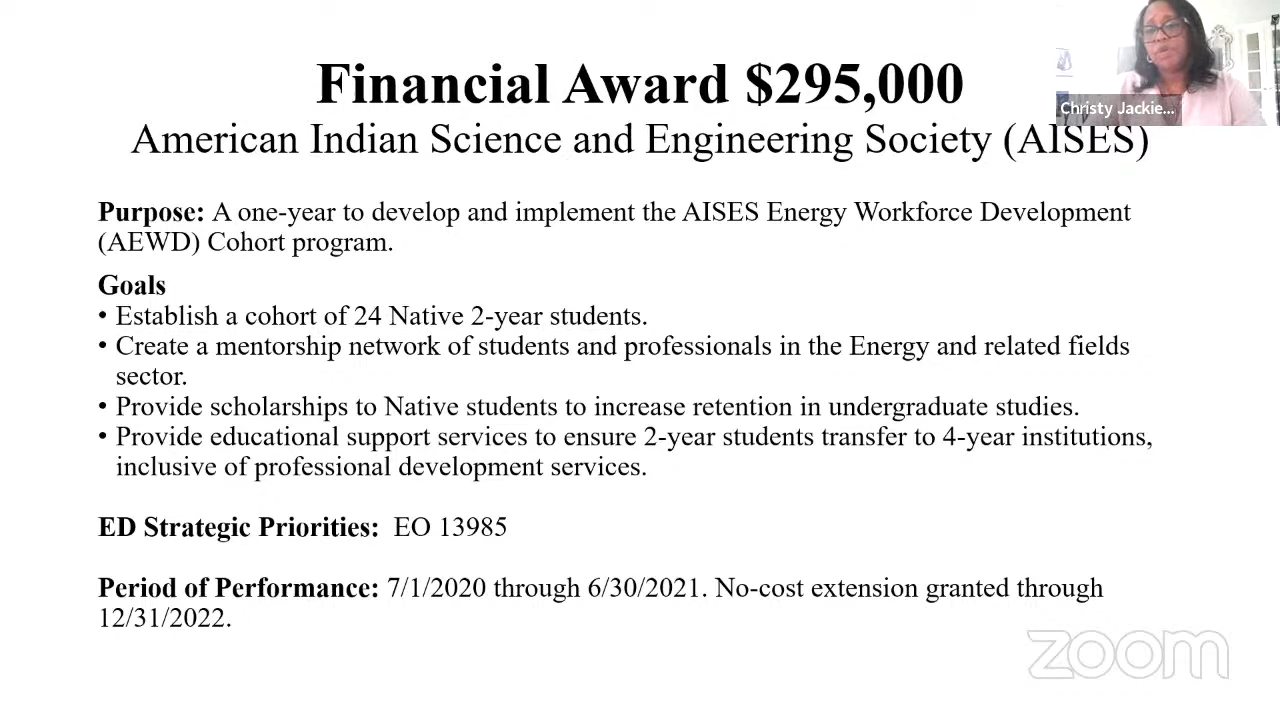 Financial Award $295,000
American Indian Science and Engineering Society (AISES)
Christy Jackie...
Purpose: A one-year to develop and implement the AISES Energy Workforce Development
(AEWD) Cohort program.
Goals
• Establish a cohort of 24 Native 2-year students.
• Create a mentorship network of students and professionals in the Energy and related fields
sector.
• Provide scholarships to Native students to increase retention in undergraduate studies.
• Provide educational support services to ensure 2-year students transfer to 4-year institutions,
inclusive of professional development services.
ED Strategic Priorities: EO 13985
Period of Performance: 7/1/2020 through 6/30/2021. No-cost extension granted through
12/31/2022.
zoom